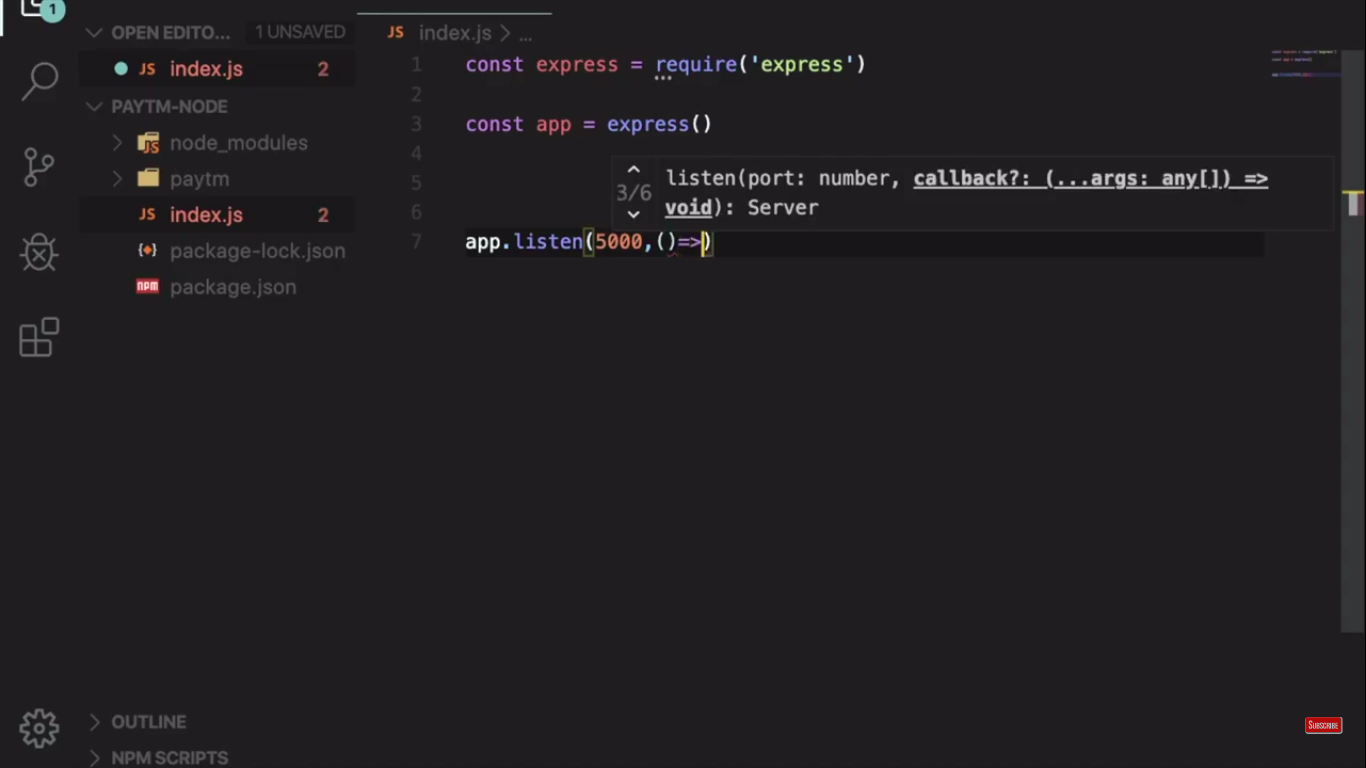 1
OPEN EDITO... 1 UNSAVED
JS index.js 2
PAYTM-NODE
JS node_modules
paytm
JS index.js 2
package-lock.json
npm package.json
OUTLINE
NPM SCRIPTS
JS index.js > ...
1 const express = require('express')
2
3 const app = express()
4
5
6
7 app.listen(5000,()=>)
3/6 listen(port: number, callback?: (...args: any[]) =>
void): Server
SUBSCRIBE